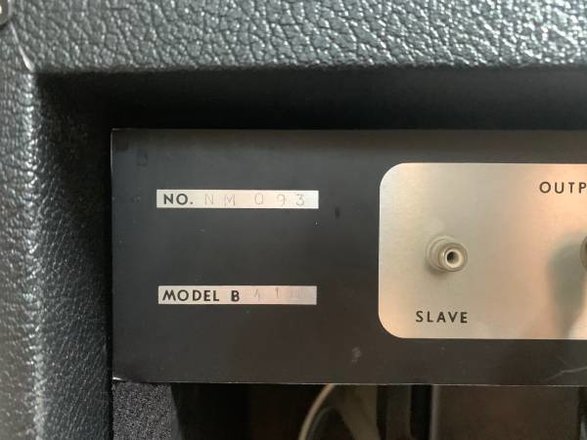 NO. NM 093
OUTP
MODEL B
SLAVE